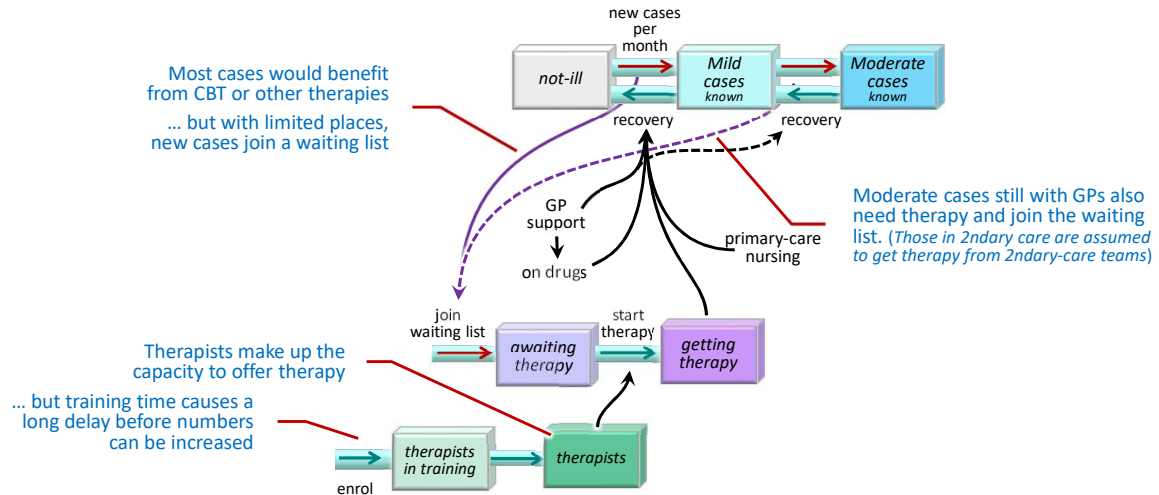 new cases
per
month
not-ill
Mild
cases
known
Moderate
cases
known
recovery
recovery
Most cases would benefit
from CBT or other therapies
... but with limited places,
new cases join a waiting list
GP
support
on drugs
primary-care
nursing
Moderate cases still with GPs also
need therapy and join the waiting
list. (Those in 2ndary care are assumed
to get therapy from 2ndary-care teams)
join
waiting list
awaiting
therapy
start
therapy
getting
therapy
Therapists make up the
capacity to offer therapy
... but training time causes a
long delay before numbers
can be increased
enrol
therapists
in training
therapists